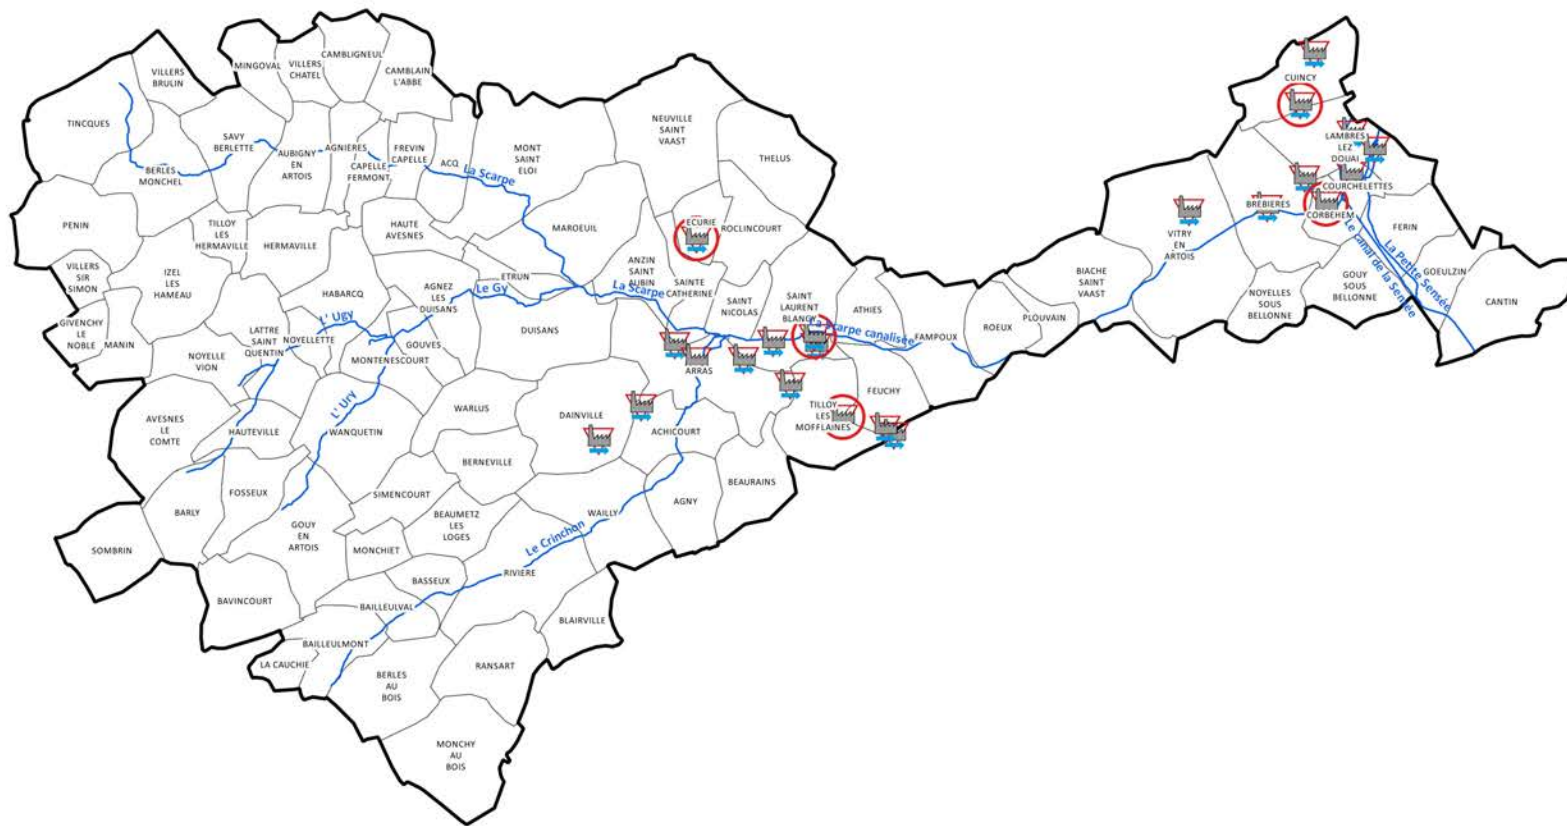 CAMBLIGNEUL
MINGOVAL
VILLERS
CHATEL
CAMBLAIN
L'ABBE
VILLERS
BRULIN
TINCQUES
SAVY
BERLETTE
BERLES
MONCHEL
AUBIGNY
EN
ARTOIS
AGNIÈRES
CAPELLE
FERMONT
FREVIN
CAPELLE
ACQ
La Scarpe
MONT
SAINT
ELOI
NEUVILLE
SAINT
VAAST
THELUS
PENIN
TILLOY
LES
HERMAVILLE
HERMAVILLE
HAUTE
AVESNES
MAROEUIL
ECURIE
ROCLINCOURT
VILLERS
SIR
SIMON
IZEL
LES
HAMEAU
HABARCQ
AGNEZ
LES
DUISANS
ETRUN
Le Gy
La Scarpe
ANZIN
SAINT
AUBIN
SAINTE
CATHERINE
SAINT
NICOLAS
SAINT
LAURENT
BLANGY
ATHIES
La Scarpe canalisée
FAMPOUX
ROEUX
PLOUVAIN
BIACHE
SAINT
VAAST
GIVENCHY
LE
NOBLE
MANIN
LATTRE
SAINT
QUENTIN
L' Ugy
NOYELLETTE
GOUVES
MONTENESCOURT
DUISANS
NOYELLE
VION
ARRAS
FEUCHY
AVESNES
LE
COMTE
HAUTEVILLE
L' Ury
WANQUETIN
WARLUS
DAINVILLE
ACHICOURT
TILLOY
LES
MOFFLAINES
BERNEVILLE
BEAURAINS
AGNY
BARLY
FOSSEUX
SIMENCOURT
BEAUMETZ
LES
LOGES
WAILLY
SOMBRIN
GOUY
EN
ARTOIS
MONCHIET
Le Crinchon
BAVINCOURT
BASSEUX
RIVIERE
BAILLEULVAL
BLAIRVILLE
BAILLEULMONT
LA CAUCHIE
BERLES
AU
BOIS
RANSART
MONCHY
AU
BOIS
CUINCY
LAMBRES
LEZ
DOUAI
COURCHELETTES
BREBIERES
CORBEHEM
VITRY
EN
ARTOIS
FERIN
Le canal de la Sensée
La Petite Sensée
NOYELLES
SOUS
BELLONNE
GOUY
SOUS
BELLONNE
GOEULZIN
CANTIN